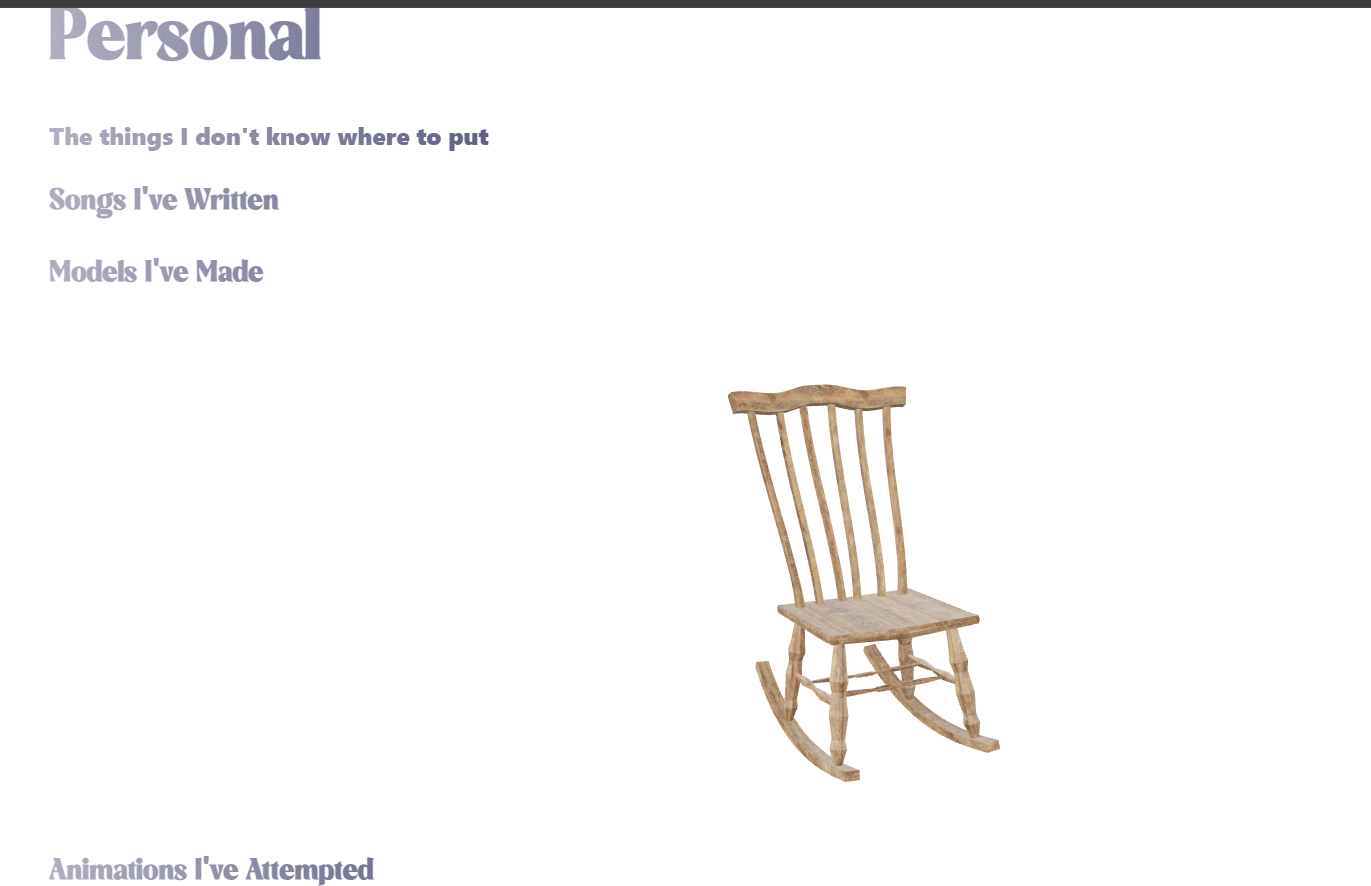 Personal
The things I don't know where to put
Songs I've Written
Models I've Made
Animations I've Attempted